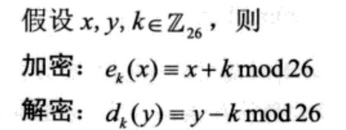 假设 x, y, k∈ℤ₂₆，则
加密：eₖ(x) ≡ x + k mod 26
解密：dₖ(y) ≡ y − k mod 26